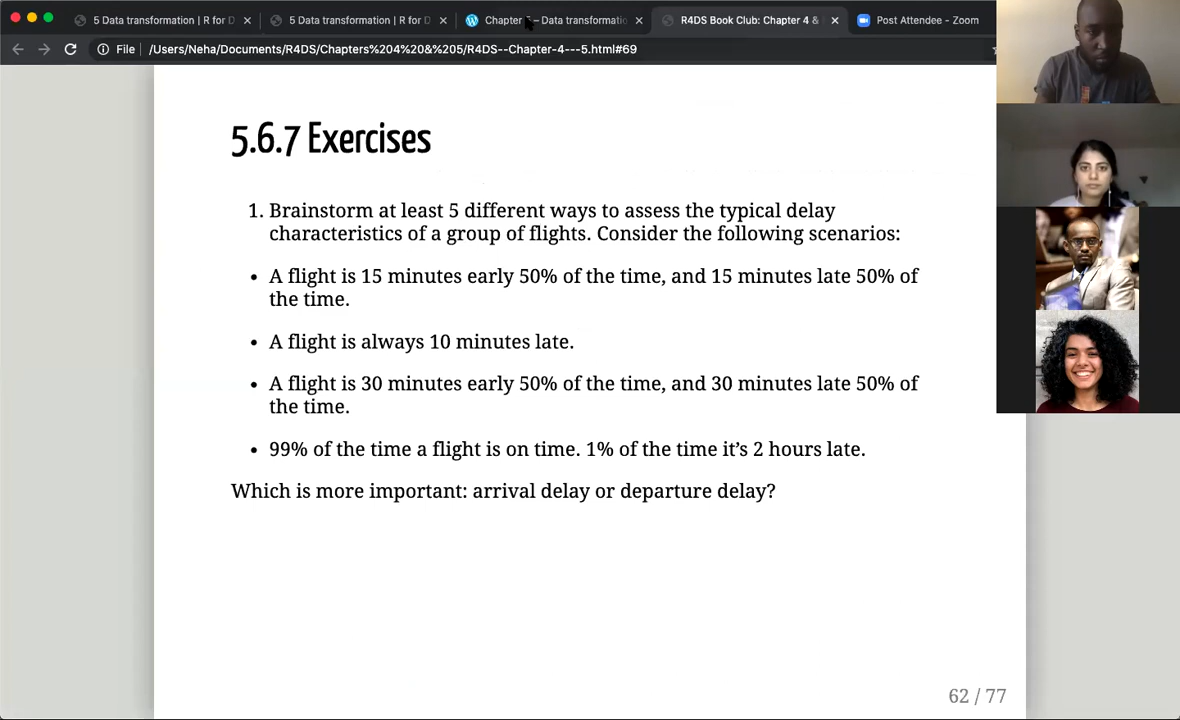 5 Data transformation | R for D
5 Data transformation | R for D
Chapter – Data transformatio
R4DS Book Club: Chapter 4 &
Post Attendee - Zoom
File
/Users/Neha/Documents/R4DS/Chapters%204%20&%205/R4DS--Chapter-4---5.html#69
5.6.7 Exercises
1. Brainstorm at least 5 different ways to assess the typical delay
characteristics of a group of flights. Consider the following scenarios:
• A flight is 15 minutes early 50% of the time, and 15 minutes late 50% of
the time.
• A flight is always 10 minutes late.
• A flight is 30 minutes early 50% of the time, and 30 minutes late 50% of
the time.
• 99% of the time a flight is on time. 1% of the time it’s 2 hours late.
Which is more important: arrival delay or departure delay?
62 / 77